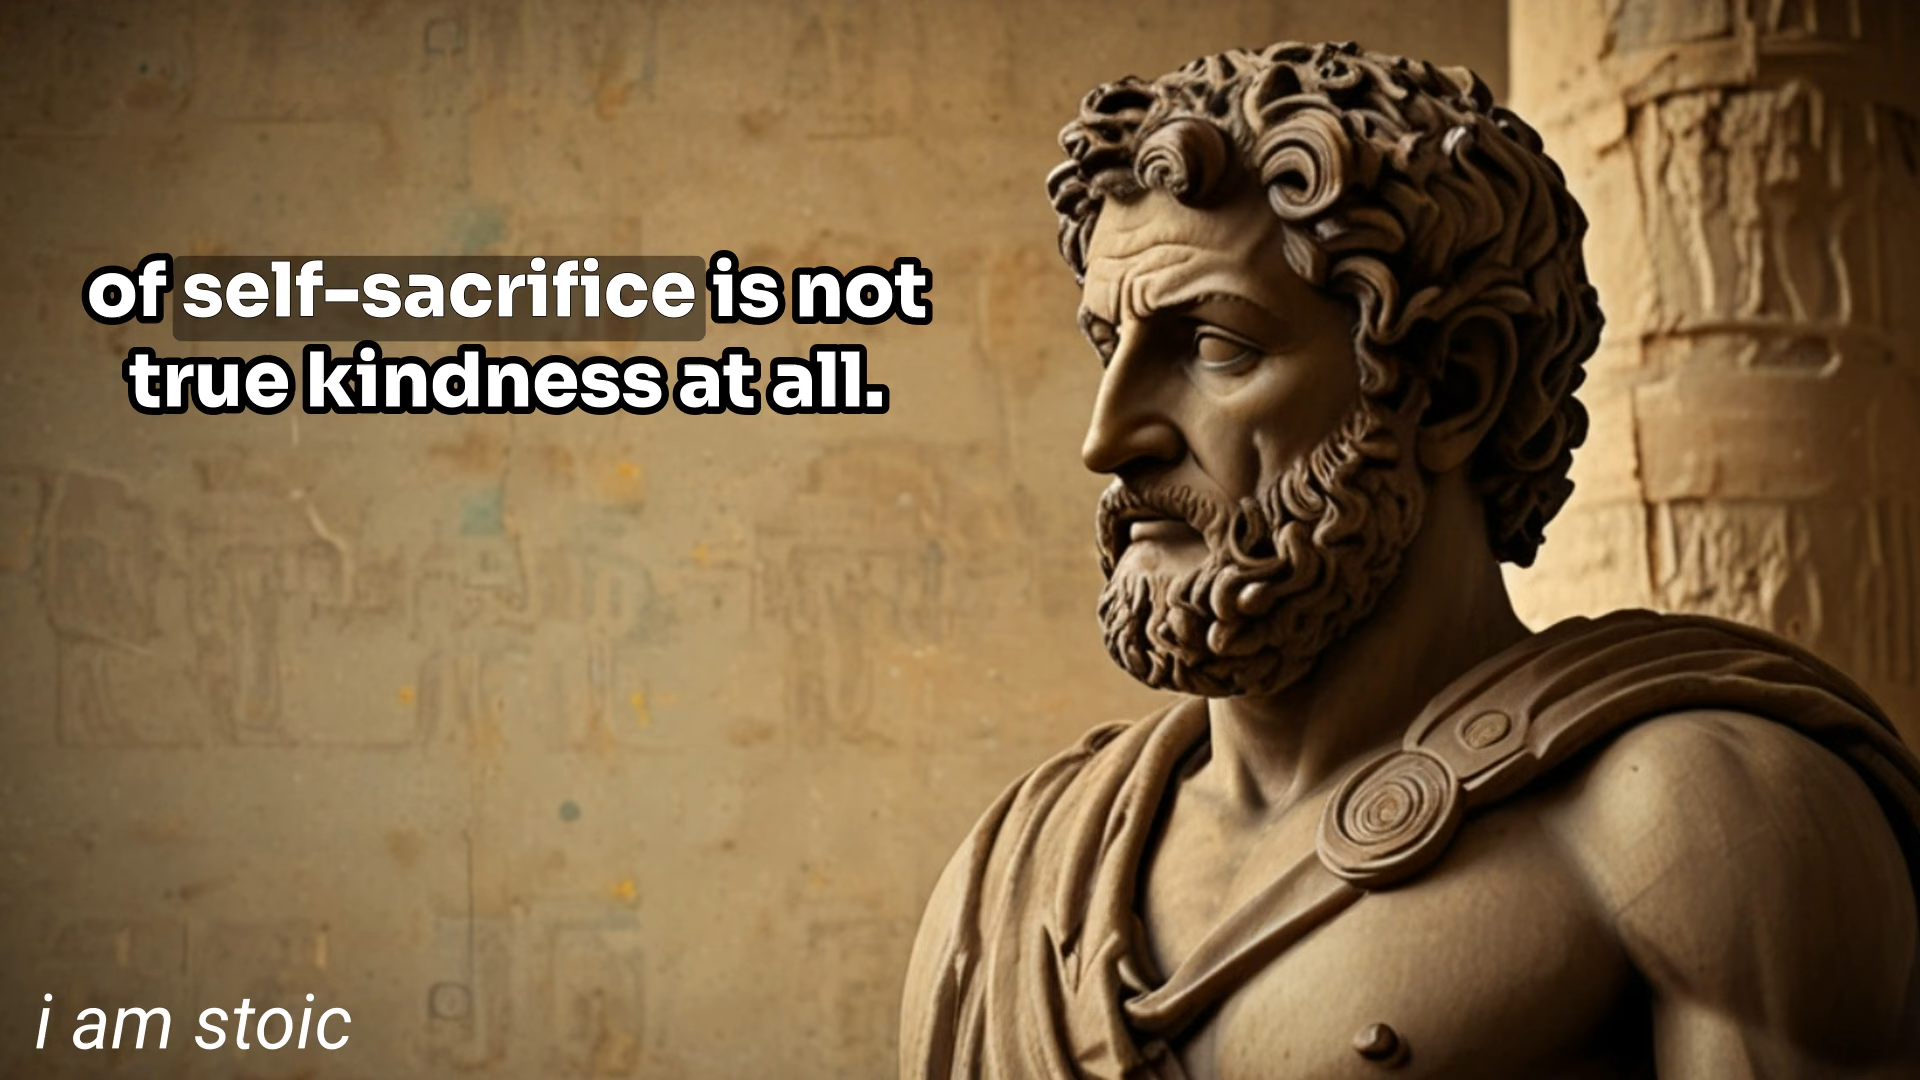 of self-sacrifice is not
true kindness at all.
i am stoic